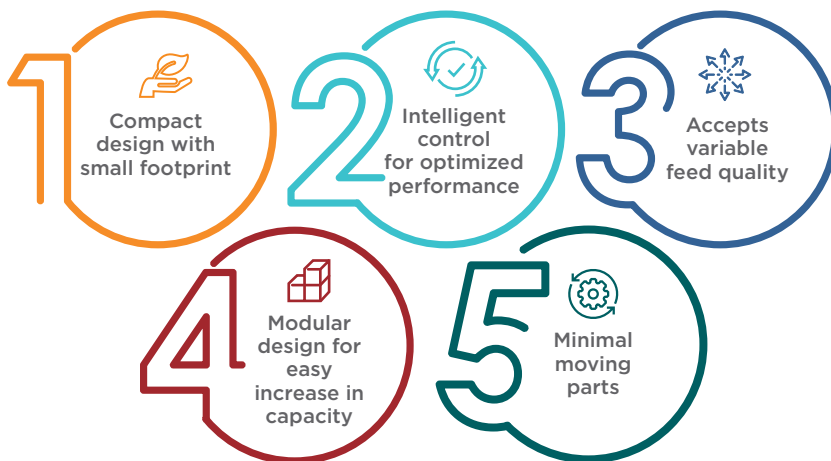 1
Compact
design with
small footprint
2
Intelligent
control
for optimized
performance
3
Accepts
variable
feed quality
4
Modular
design for
easy
increase in
capacity
5
Minimal
moving
parts